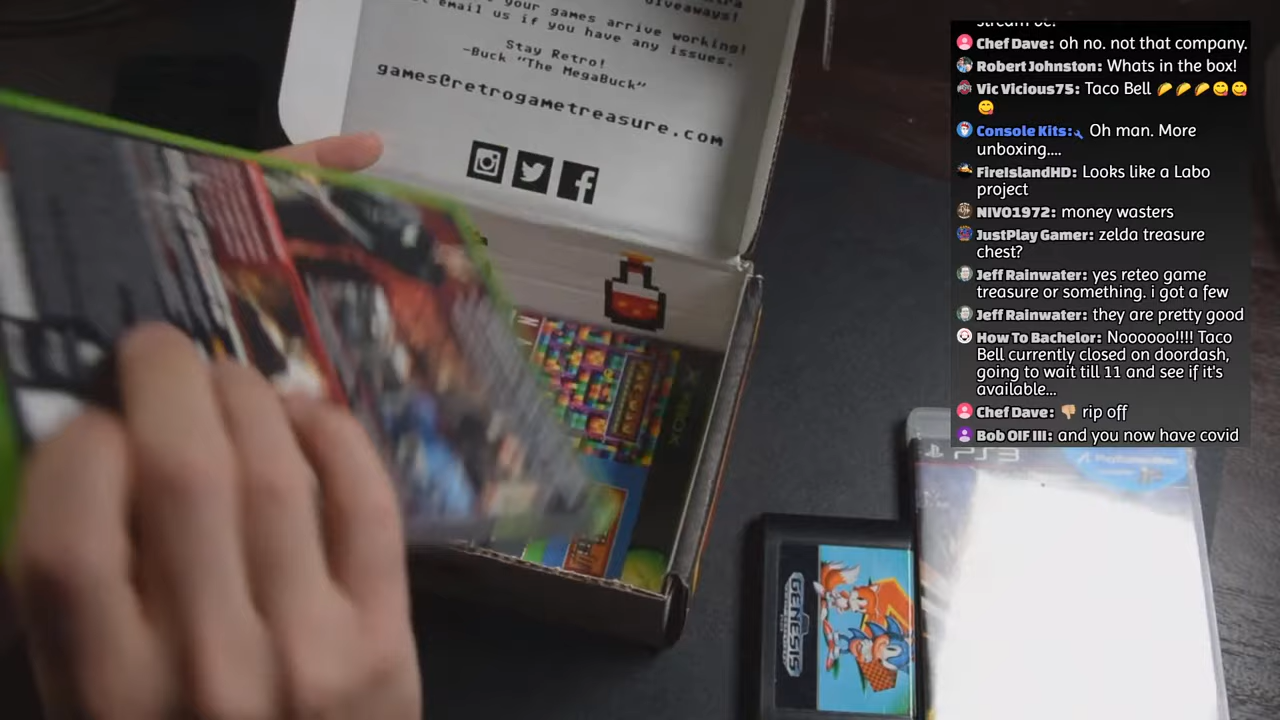 giveaways!
your games arrive working!
email us if you have any issues.
Stay Retro!
-Buck "The MegaBuck"
games@retrogametreasure.com
XBOX
PS3
GENESIS
Chef Dave: oh no. not that company.
Robert Johnston: Whats in the box!
Vic Vicious75: Taco Bell 🌮🌮🌮😋😋
😋
Console Kits: Oh man. More
unboxing....
FireIslandHD: Looks like a Labo
project
NIVO1972: money wasters
JustPlay Gamer: zelda treasure
chest?
Jeff Rainwater: yes reteo game
treasure or something. i got a few
Jeff Rainwater: they are pretty good
How To Bachelor: Nooooo!!!! Taco
Bell currently closed on doordash,
going to wait till 11 and see if it's
available...
Chef Dave: 👎 rip off
Bob OIF III: and you now have covid